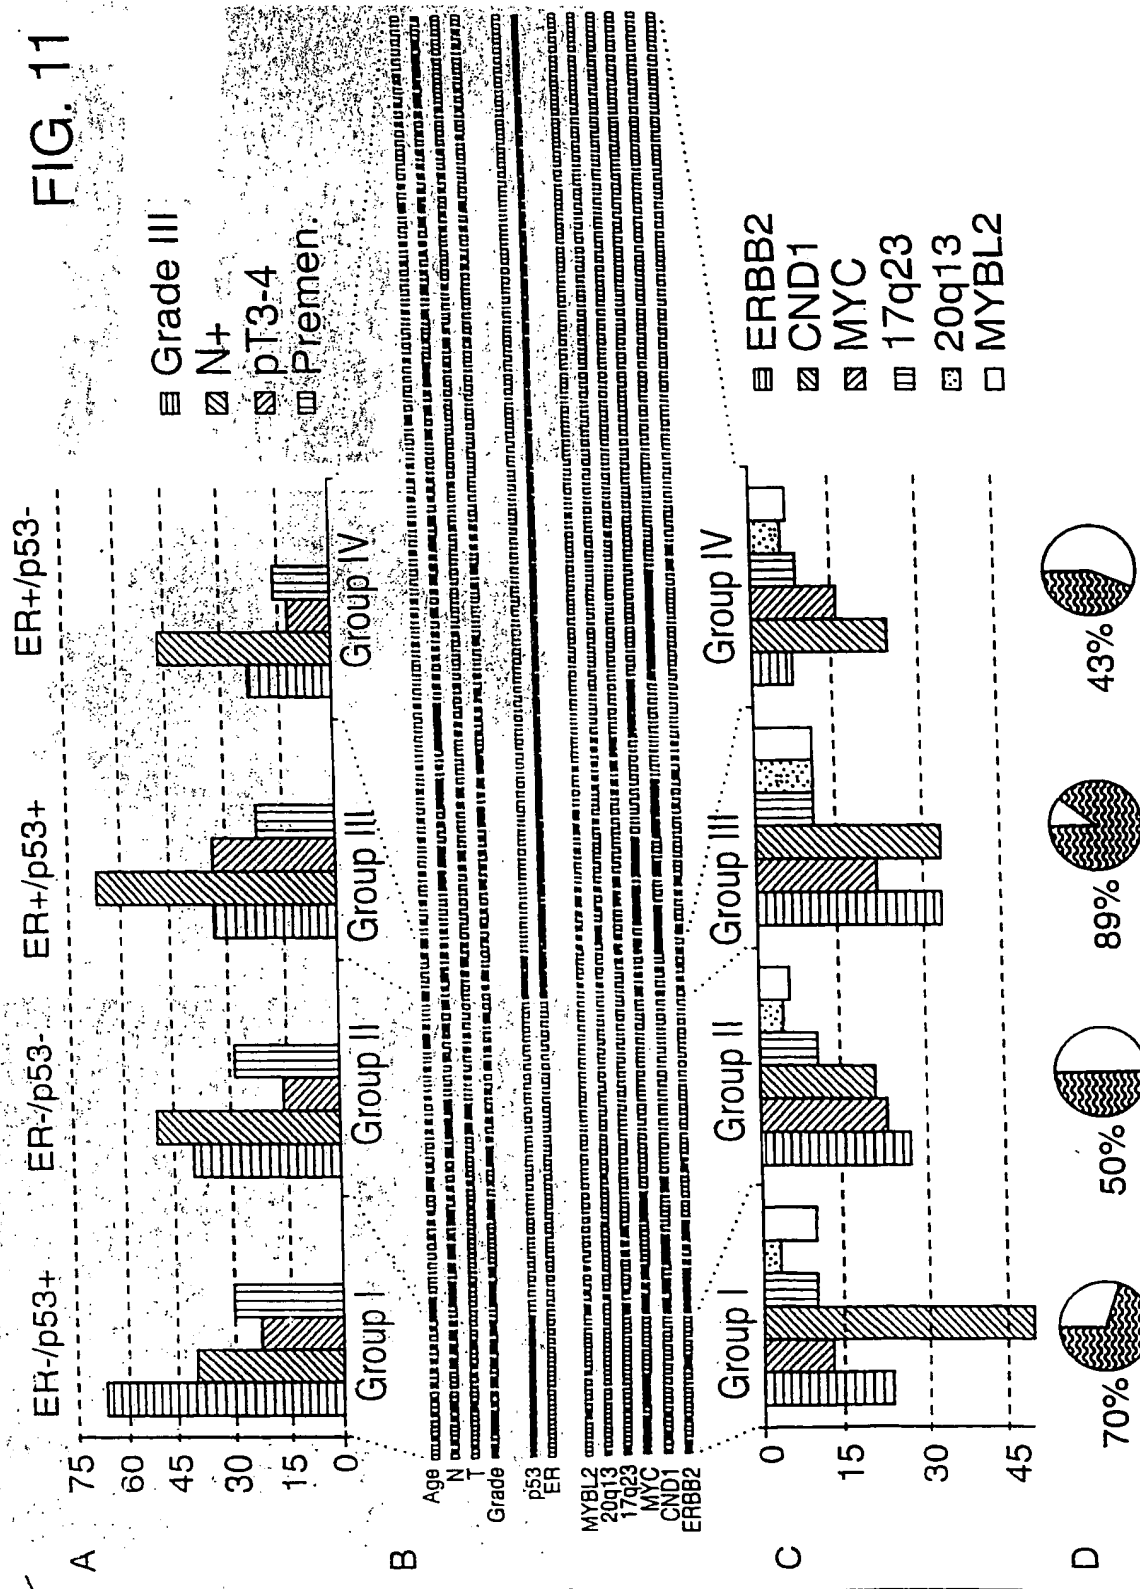 FIG. 11
A
ER-/p53+
ER-/p53-
ER+/p53+
ER+/p53-
75
60
45
30
15
0
Grade III
N+
pT3-4
Premen.
Group I
Group II
Group III
Group IV
B
Age
N
T
Grade
p53
ER
MYBL2
20q13
17q23
MYC
CND1
ERBB2
C
Group I
Group II
Group III
Group IV
0
15
30
45
ERBB2
CND1
MYC
17q23
20q13
MYBL2
D
70%
50%
89%
43%